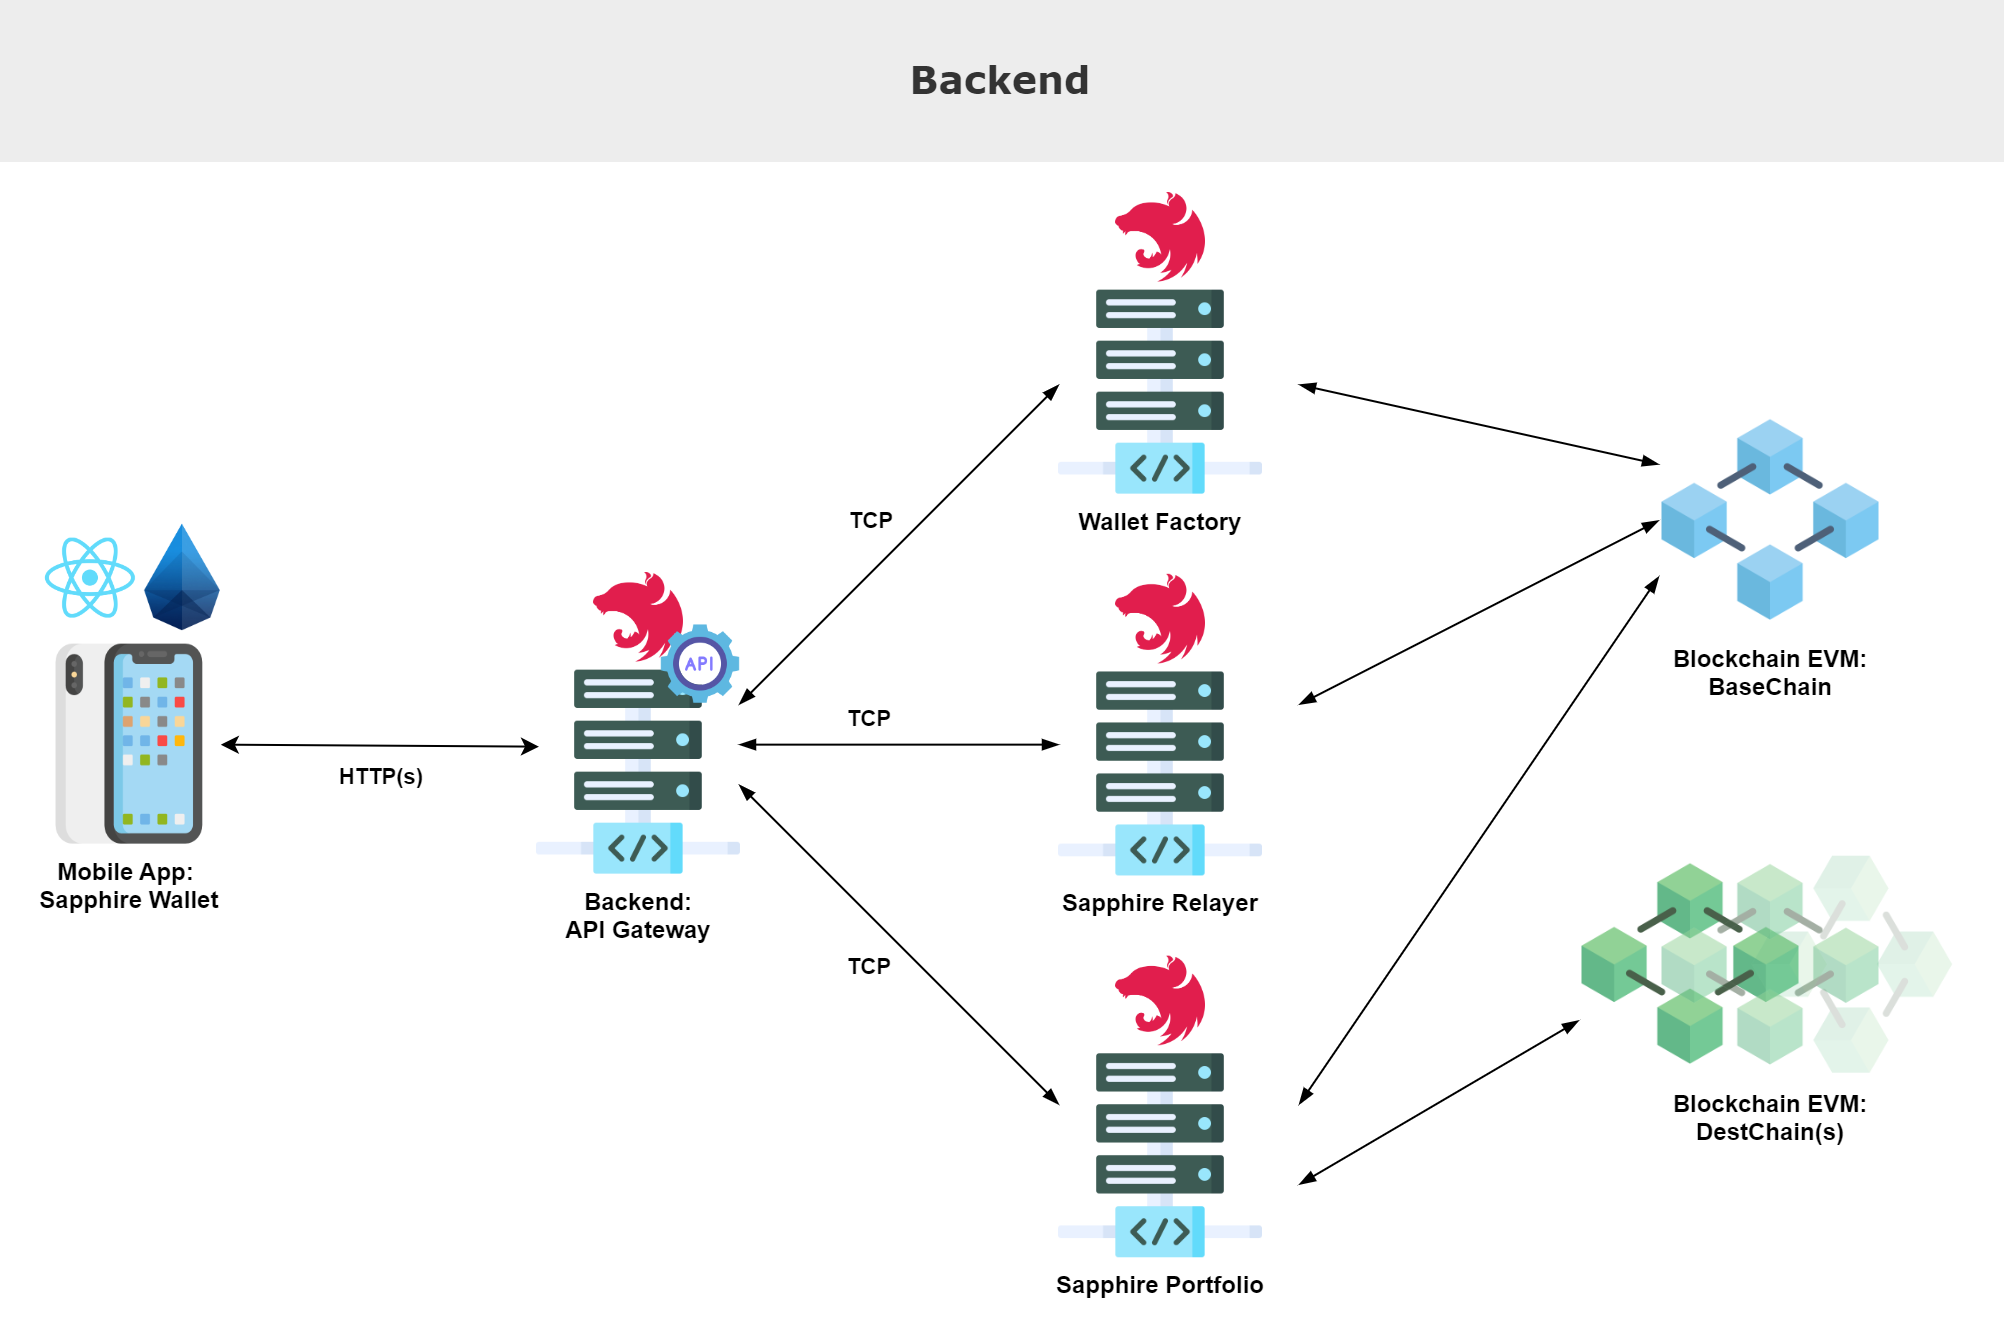 Backend
Wallet Factory
TCP
API
TCP
HTTP(s)
Mobile App:
Sapphire Wallet
Backend:
API Gateway
Sapphire Relayer
TCP
Sapphire Portfolio
Blockchain EVM:
BaseChain
Blockchain EVM:
DestChain(s)